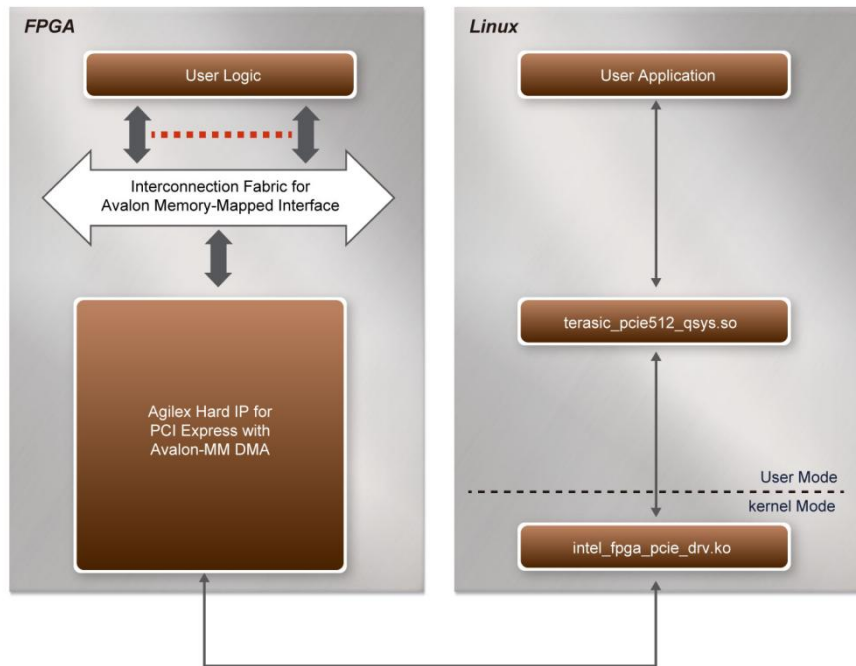 FPGA
User Logic
Interconnection Fabric for
Avalon Memory-Mapped Interface
Agilex Hard IP for
PCI Express with
Avalon-MM DMA
Linux
User Application
terasic_pcie512_qsys.so
User Mode
kernel Mode
intel_fpga_pcie_drv.ko